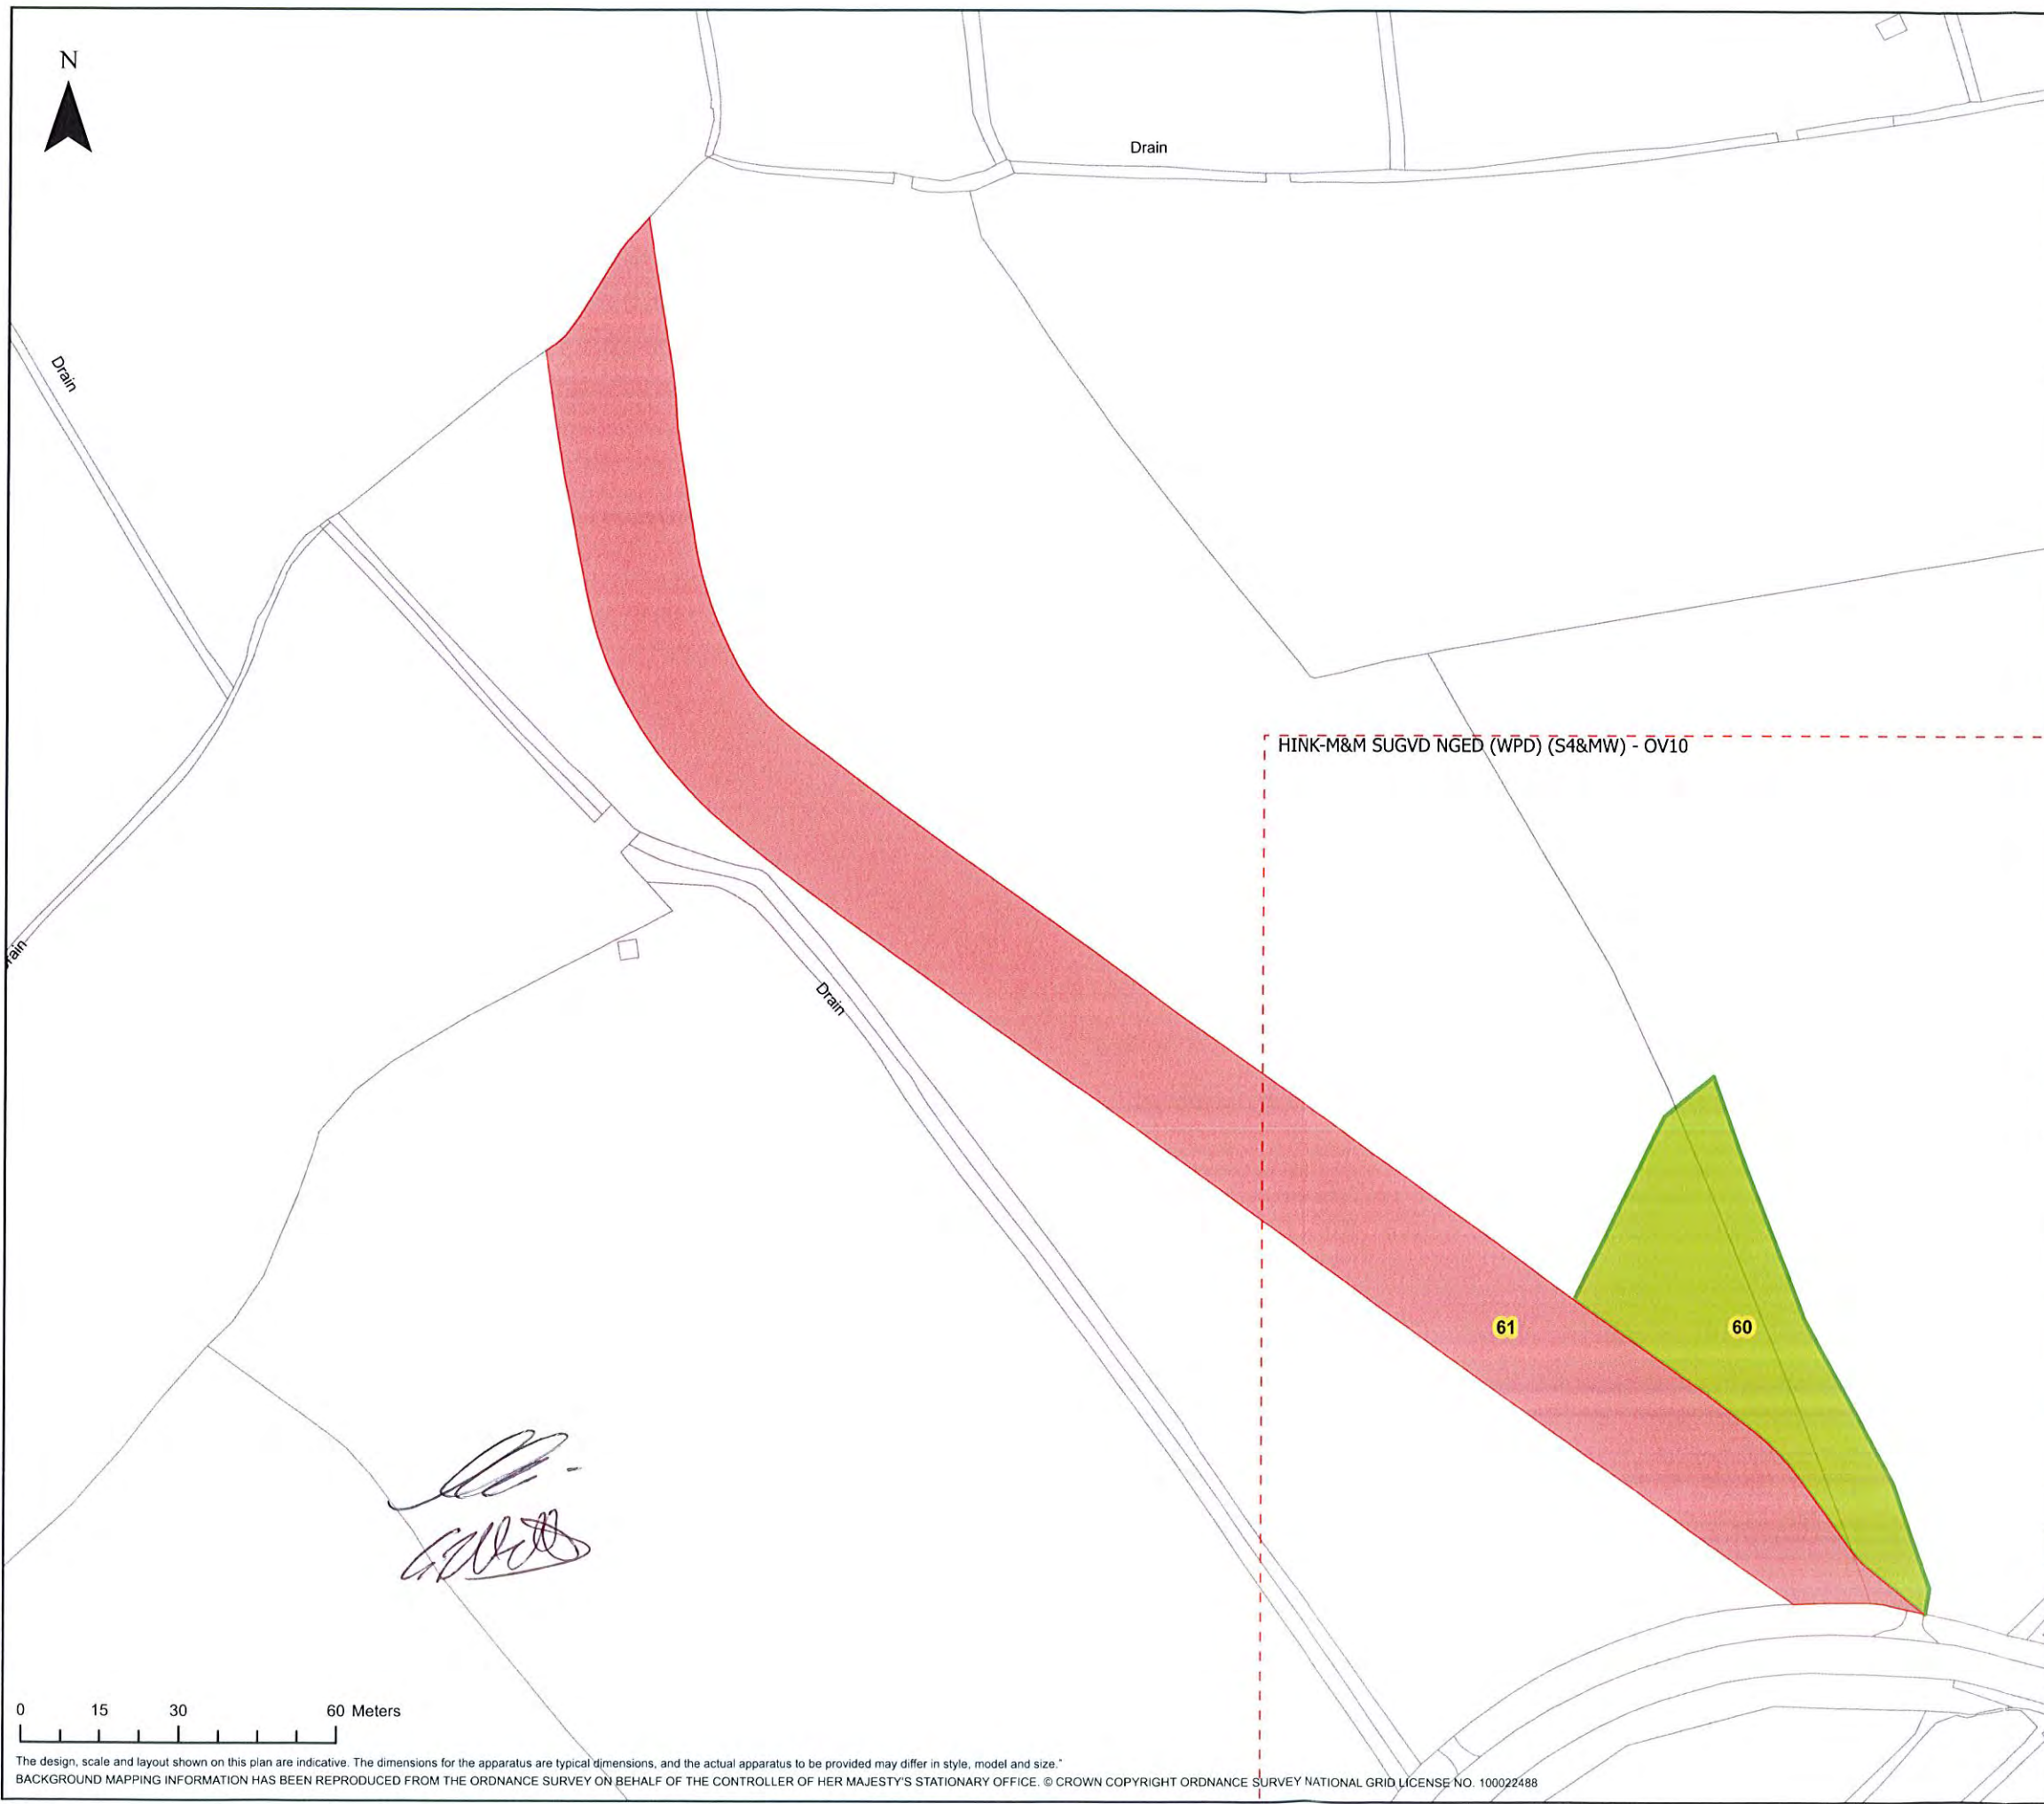 N
Drain
Drain
HINK-M&M SUGVD NGED (WPD) (S4&MW) - OV10
rain
Drain
61
60
0 15 30 60 Meters
The design, scale and layout shown on this plan are indicative. The dimensions for the apparatus are typical dimensions, and the actual apparatus to be provided may differ in style, model and size."
BACKGROUND MAPPING INFORMATION HAS BEEN REPRODUCED FROM THE ORDNANCE SURVEY ON BEHALF OF THE CONTROLLER OF HER MAJESTY'S STATIONARY OFFICE. © CROWN COPYRIGHT ORDNANCE SURVEY NATIONAL GRID LICENSE NO. 100022488